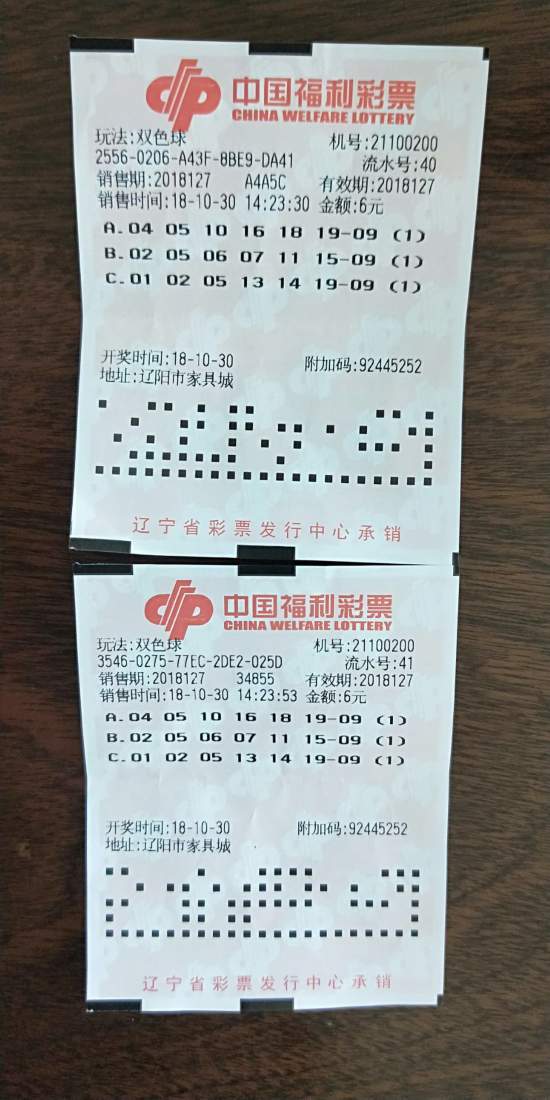 中国福利彩票
CHINA WELFARE LOTTERY
玩法:双色球 机号:21100200
2556-0206-A43F-8BE9-DA41 流水号:40
销售期:2018127 A4A5C 有效期:2018127
销售时间:18-10-30 14:23:30 金额:6元
A.04 05 10 16 18 19-09 (1)
B.02 05 06 07 11 15-09 (1)
C.01 02 05 13 14 19-09 (1)
开奖时间:18-10-30 附加码:92445252
地址:辽阳市家具城
辽宁省彩票发行中心承销
中国福利彩票
CHINA WELFARE LOTTERY
玩法:双色球 机号:21100200
3546-0275-77EC-2DE2-025D 流水号:41
销售期:2018127 34855 有效期:2018127
销售时间:18-10-30 14:23:53 金额:6元
A.04 05 10 16 18 19-09 (1)
B.02 05 06 07 11 15-09 (1)
C.01 02 05 13 14 19-09 (1)
开奖时间:18-10-30 附加码:92445252
地址:辽阳市家具城
辽宁省彩票发行中心承销